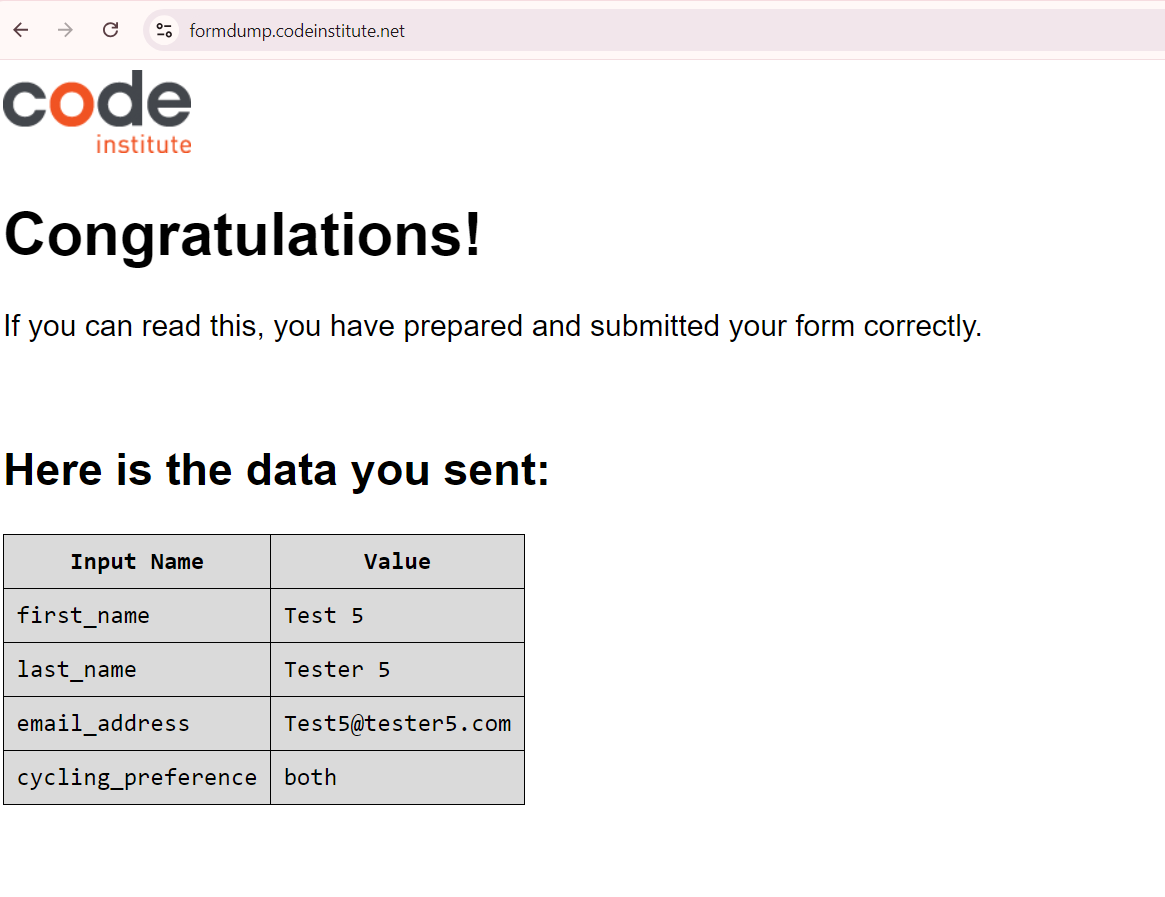 formdump.codeinstitute.net
code
institute
Congratulations!
If you can read this, you have prepared and submitted your form correctly.
Here is the data you sent:
Input Name Value
first_name Test 5
last_name Tester 5
email_address Test5@tester5.com
cycling_preference both